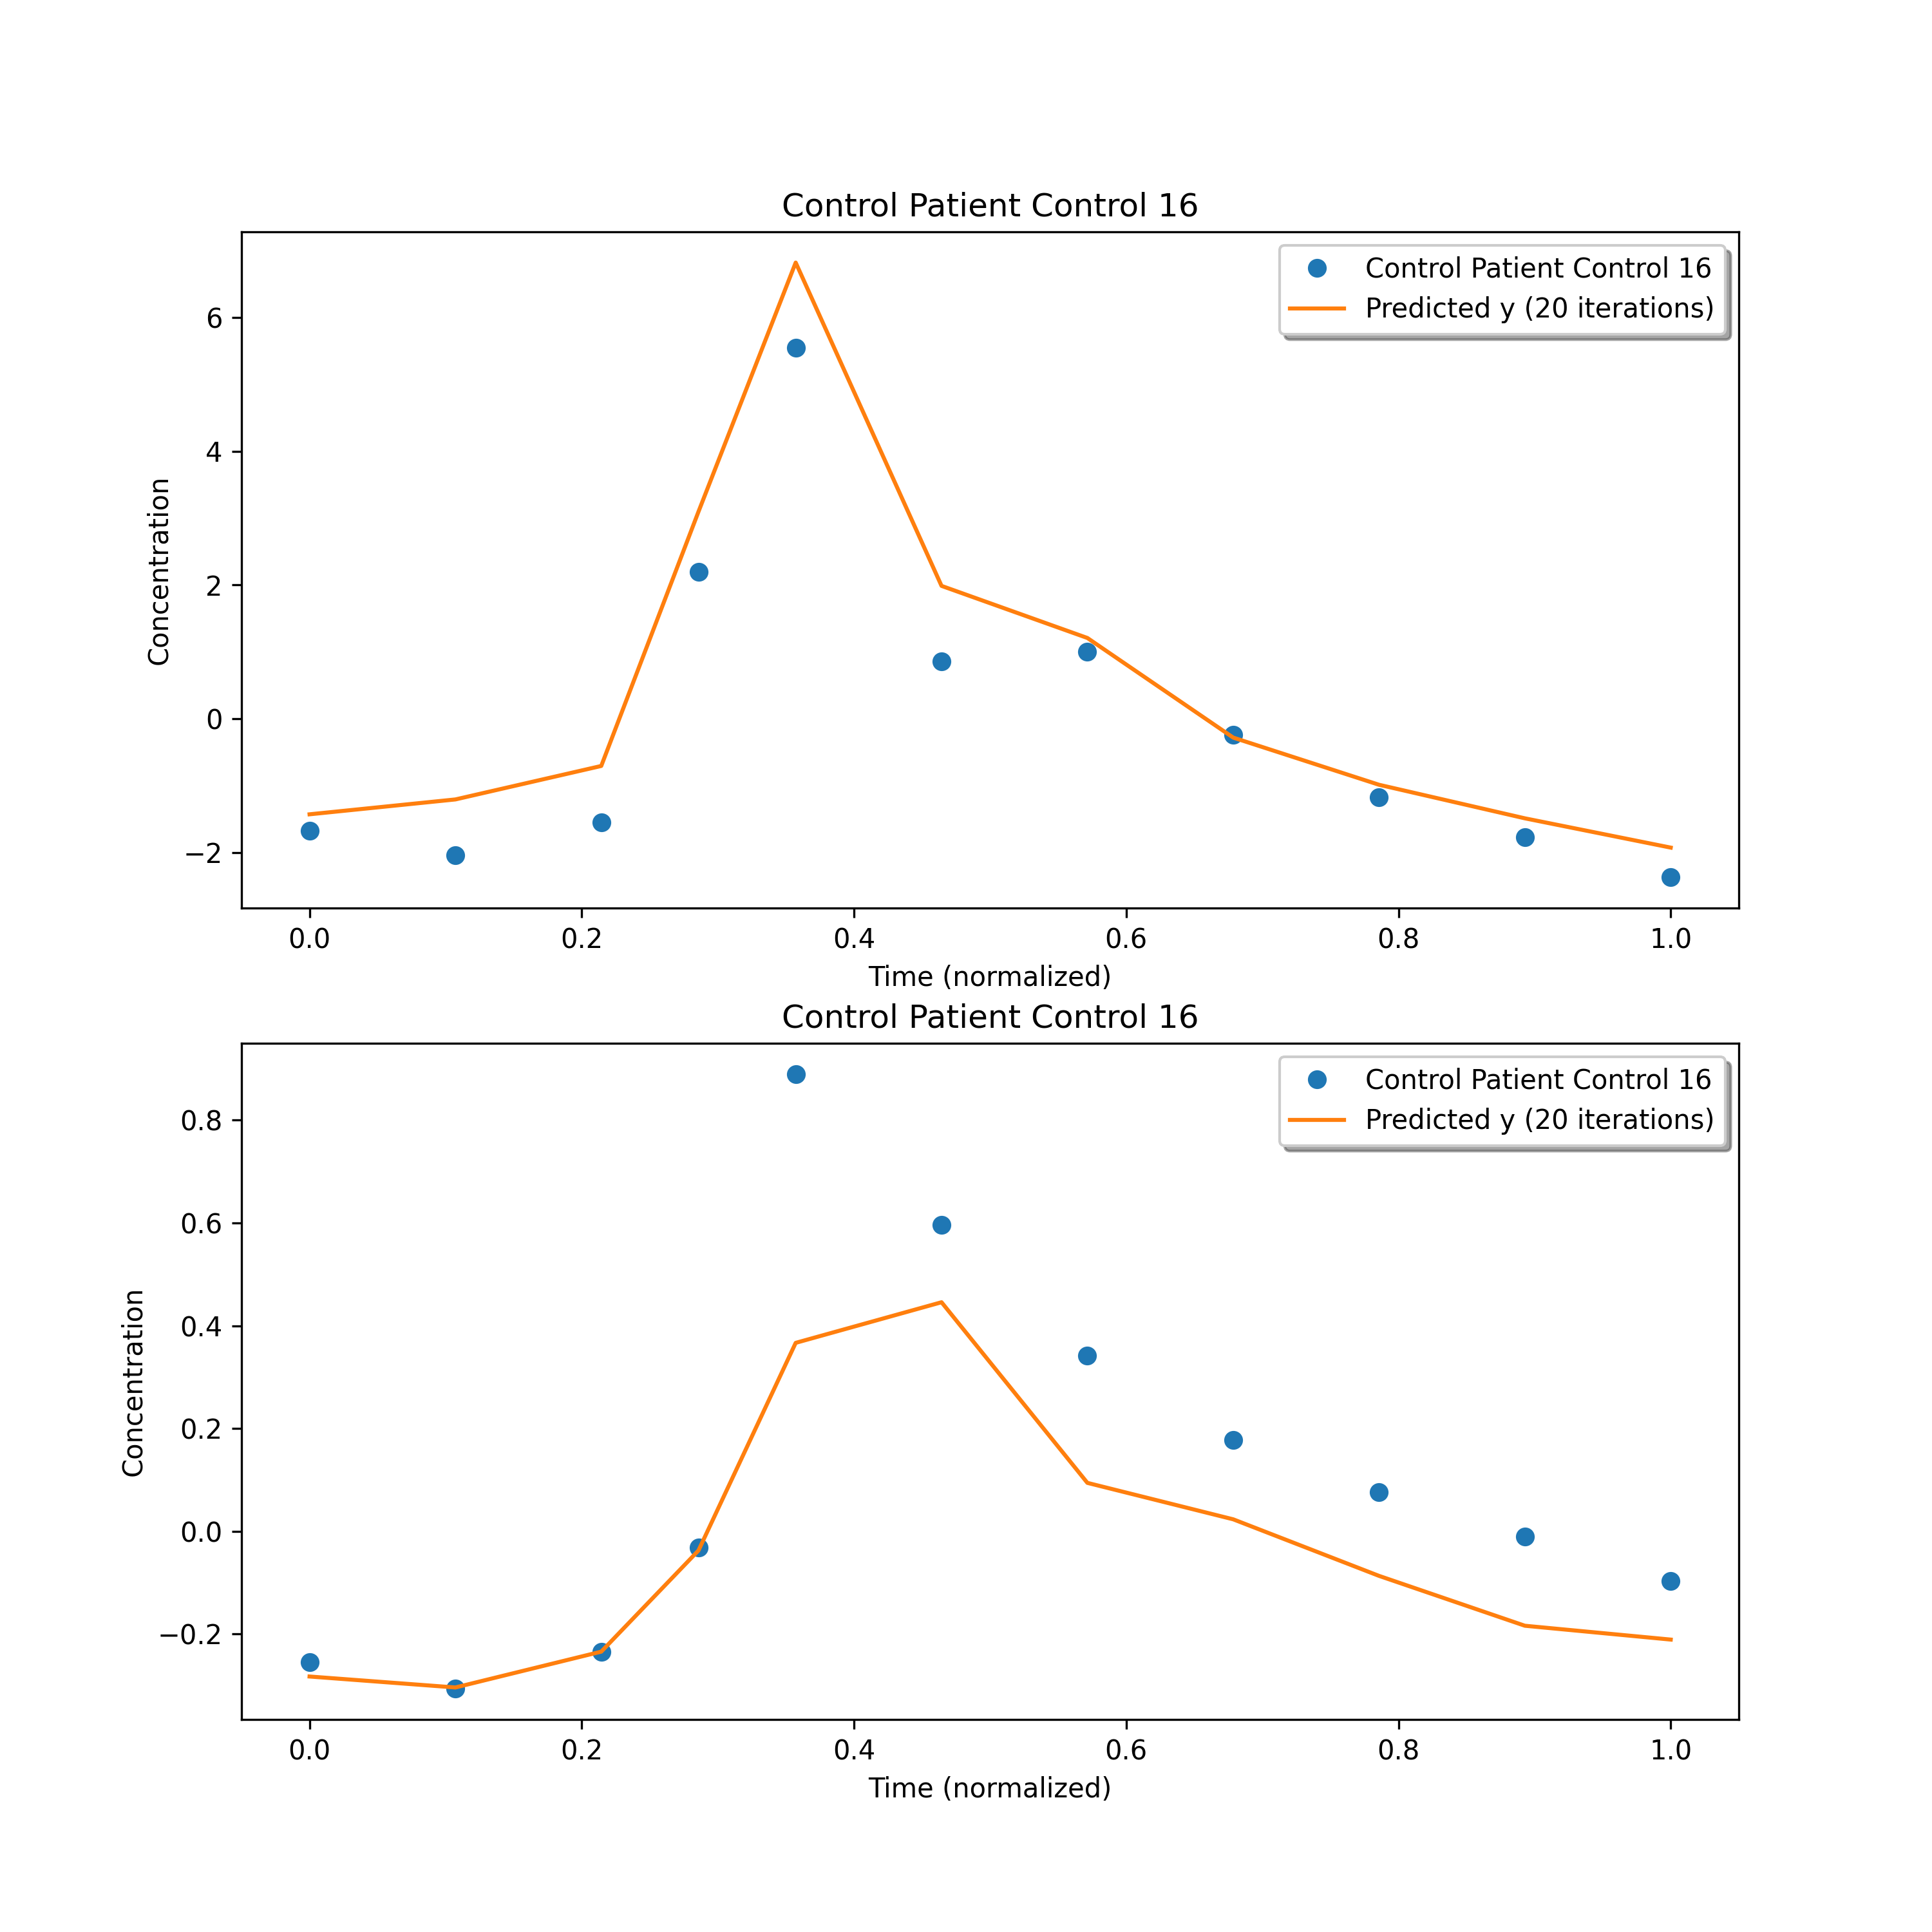 Control Patient Control 16
Control Patient Control 16
Predicted y (20 iterations)
6
4
2
0
−2
Concentration
0.0 0.2 0.4 0.6 0.8 1.0
Time (normalized)
Control Patient Control 16
Control Patient Control 16
Predicted y (20 iterations)
0.8
0.6
0.4
0.2
0.0
−0.2
Concentration
0.0 0.2 0.4 0.6 0.8 1.0
Time (normalized)